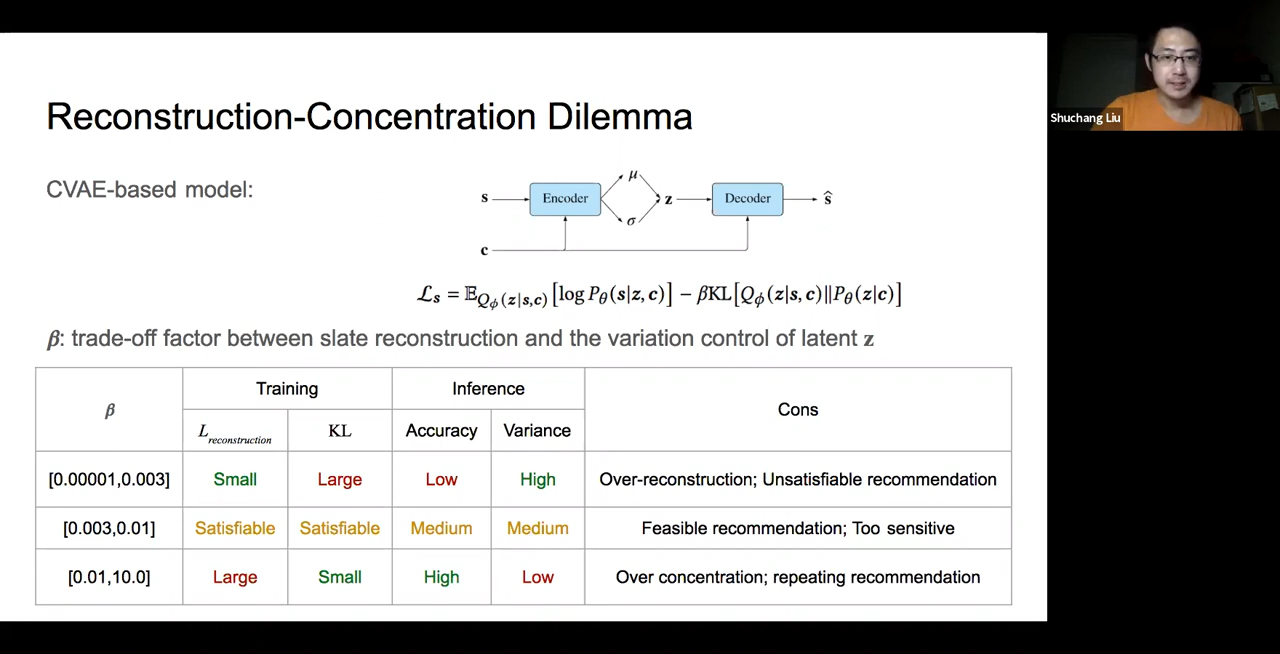 Reconstruction-Concentration Dilemma
Shuchang Liu
CVAE-based model:
s Encoder μ σ z Decoder ŝ
c
ℒs = 𝔼Qϕ(z|s,c)[log Pθ(s|z, c)] − βKL[Qϕ(z|s, c)||Pθ(z|c)]
β: trade-off factor between slate reconstruction and the variation control of latent z
β Training Inference Cons
Lreconstruction KL Accuracy Variance
[0.00001,0.003] Small Large Low High Over-reconstruction; Unsatisfiable recommendation
[0.003,0.01] Satisfiable Satisfiable Medium Medium Feasible recommendation; Too sensitive
[0.01,10.0] Large Small High Low Over concentration; repeating recommendation